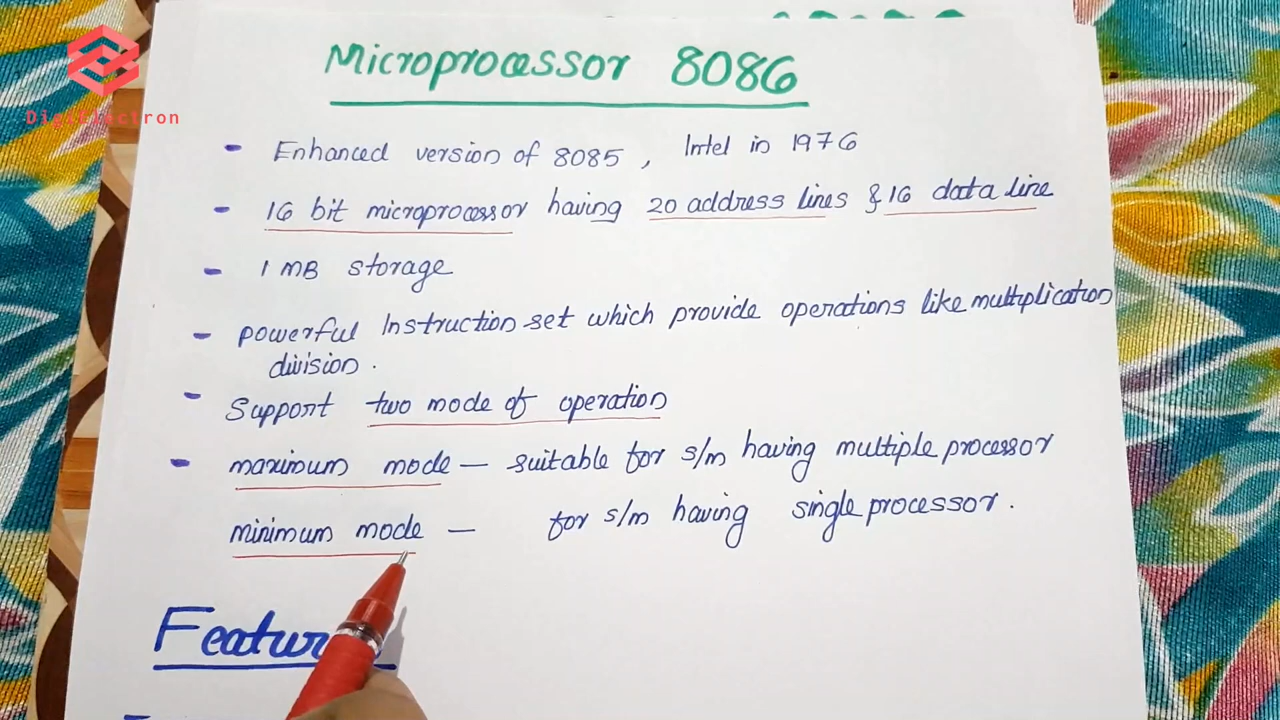 Microprocessor 8086
DigiElectron
- Enhanced version of 8085, Intel in 1976
- 16 bit microprocessor having 20 address lines & 16 data line
- 1 MB storage
- powerful Instruction set which provide operations like multiplication
division.
- Support two mode of operation
- maximum mode — suitable for s/m having multiple processor
minimum mode — for s/m having single processor.